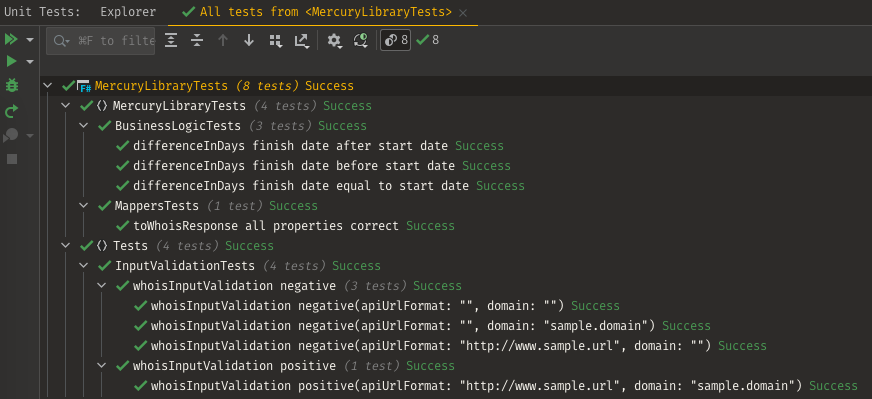 Unit Tests: Explorer All tests from <MercuryLibraryTests>
⌘F to filte 8 8
F# MercuryLibraryTests (8 tests) Success
MercuryLibraryTests (4 tests) Success
BusinessLogicTests (3 tests) Success
differenceInDays finish date after start date Success
differenceInDays finish date before start date Success
differenceInDays finish date equal to start date Success
MappersTests (1 test) Success
toWhoisResponse all properties correct Success
Tests (4 tests) Success
InputValidationTests (4 tests) Success
whoisInputValidation negative (3 tests) Success
whoisInputValidation negative(apiUrlFormat: "", domain: "") Success
whoisInputValidation negative(apiUrlFormat: "", domain: "sample.domain") Success
whoisInputValidation negative(apiUrlFormat: "http://www.sample.url", domain: "") Success
whoisInputValidation positive (1 test) Success
whoisInputValidation positive(apiUrlFormat: "http://www.sample.url", domain: "sample.domain") Success